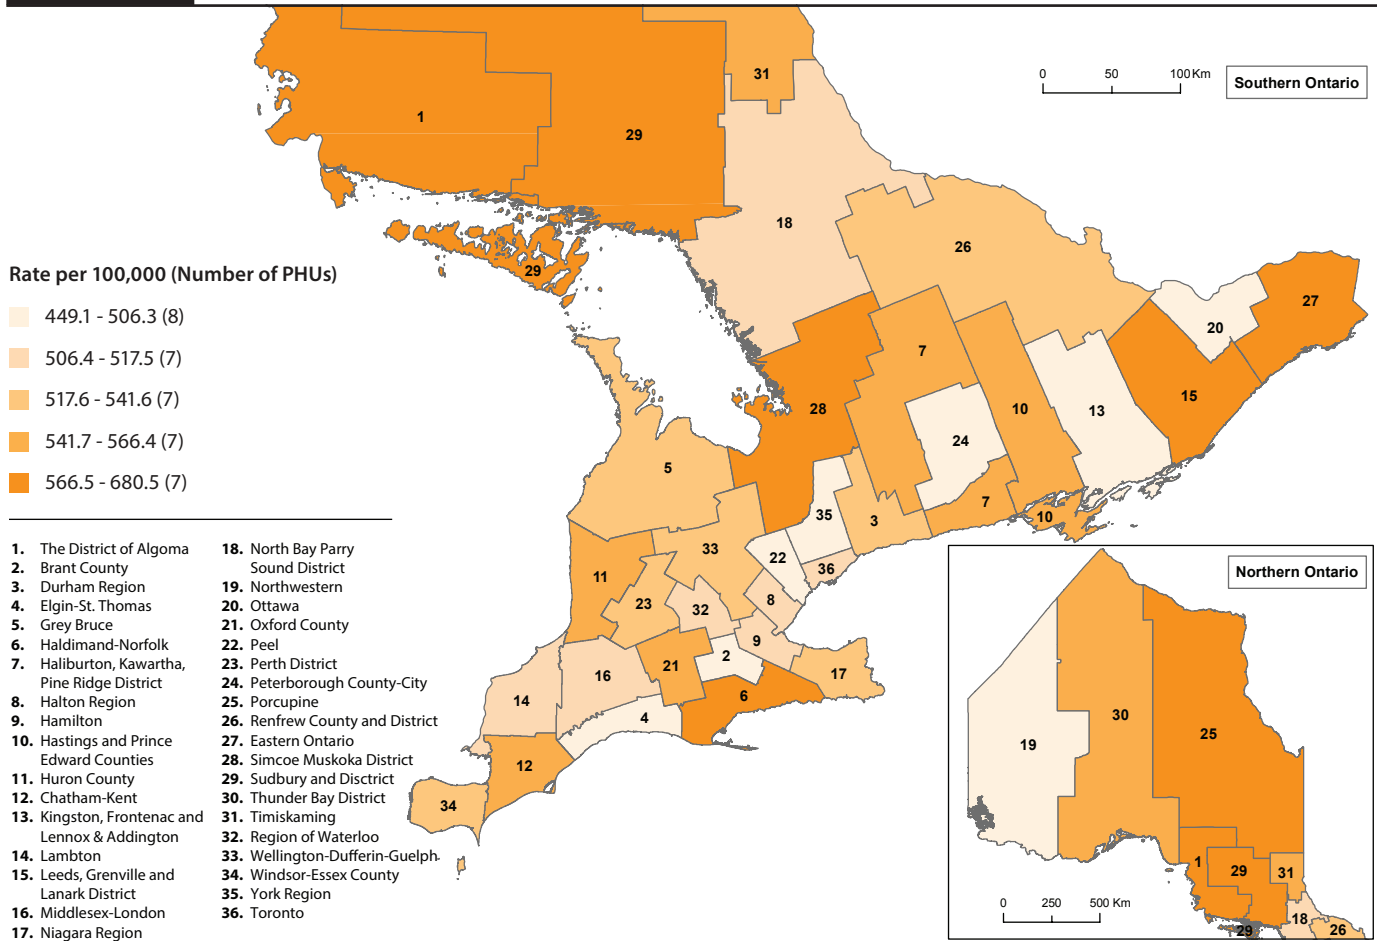 31
0 50 100 Km
Southern Ontario
1
29
18
26
29
27
20
7
15
28
10
13
24
5
7
10
35
3
33
22
36
11
23
32
8
9
2
21
16
17
14
6
4
12
34
Rate per 100,000 (Number of PHUs)
449.1 - 506.3 (8)
506.4 - 517.5 (7)
517.6 - 541.6 (7)
541.7 - 566.4 (7)
566.5 - 680.5 (7)
1. The District of Algoma
2. Brant County
3. Durham Region
4. Elgin-St. Thomas
5. Grey Bruce
6. Haldimand-Norfolk
7. Haliburton, Kawartha,
Pine Ridge District
8. Halton Region
9. Hamilton
10. Hastings and Prince
Edward Counties
11. Huron County
12. Chatham-Kent
13. Kingston, Frontenac and
Lennox & Addington
14. Lambton
15. Leeds, Grenville and
Lanark District
16. Middlesex-London
17. Niagara Region
18. North Bay Parry
Sound District
19. Northwestern
20. Ottawa
21. Oxford County
22. Peel
23. Perth District
24. Peterborough County-City
25. Porcupine
26. Renfrew County and District
27. Eastern Ontario
28. Simcoe Muskoka District
29. Sudbury and Disctrict
30. Thunder Bay District
31. Timiskaming
32. Region of Waterloo
33. Wellington-Dufferin-Guelph
34. Windsor-Essex County
35. York Region
36. Toronto
Northern Ontario
30
25
19
1
29
31
0 250 500 Km
18
26
29